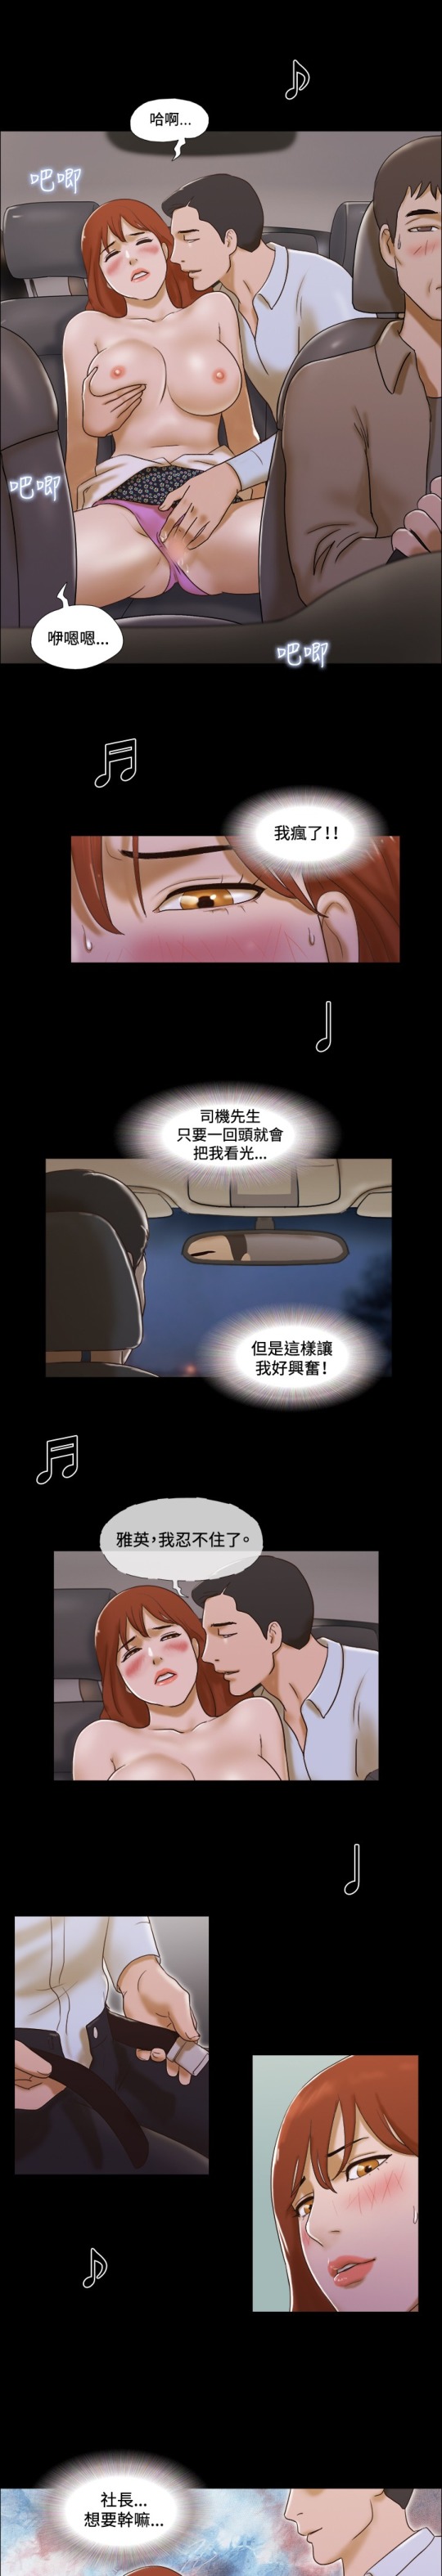 哈啊...
吧唧
吧唧
咿嗯嗯...
吧唧
我瘋了!!
司機先生
只要一回頭就會
把我看光...
但是這樣讓
我好興奮!
雅英,我忍不住了。
社長...
想要幹嘛...